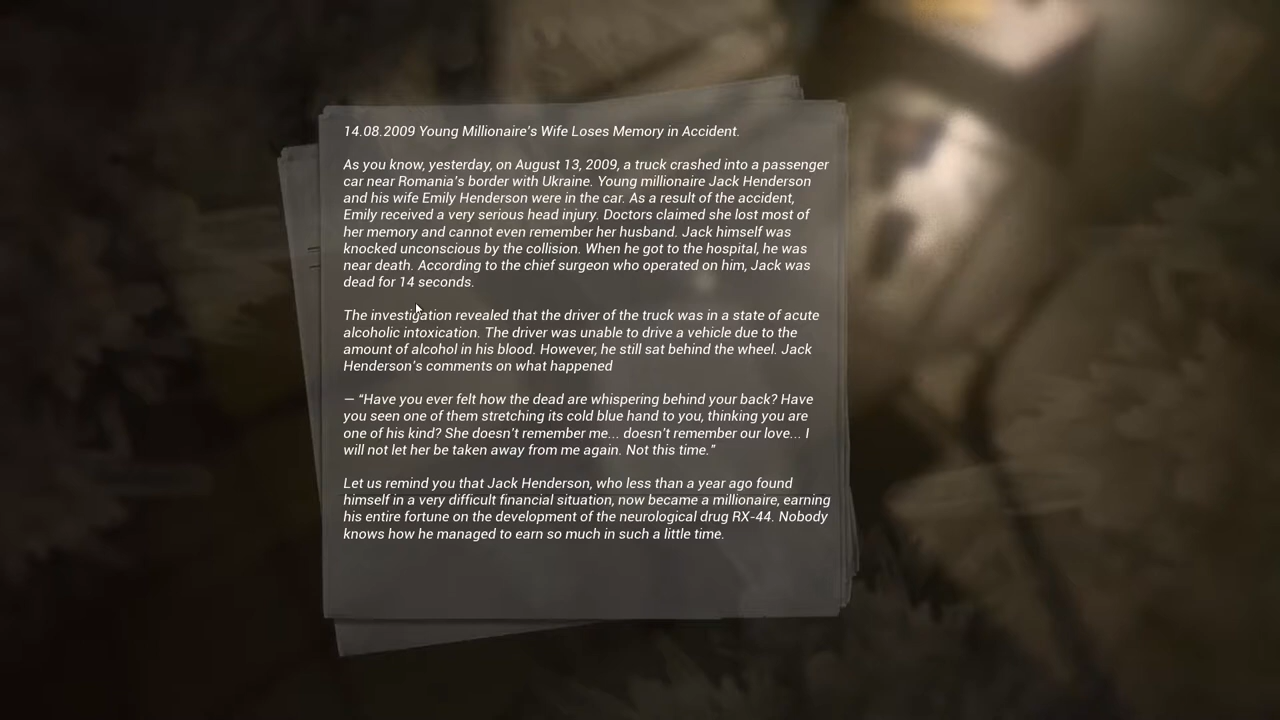 14.08.2009 Young Millionaire's Wife Loses Memory in Accident.
As you know, yesterday, on August 13, 2009, a truck crashed into a passenger
car near Romania's border with Ukraine. Young millionaire Jack Henderson
and his wife Emily Henderson were in the car. As a result of the accident,
Emily received a very serious head injury. Doctors claimed she lost most of
her memory and cannot even remember her husband. Jack himself was
knocked unconscious by the collision. When he got to the hospital, he was
near death. According to the chief surgeon who operated on him, Jack was
dead for 14 seconds.
The investigation revealed that the driver of the truck was in a state of acute
alcoholic intoxication. The driver was unable to drive a vehicle due to the
amount of alcohol in his blood. However, he still sat behind the wheel. Jack
Henderson's comments on what happened
— “Have you ever felt how the dead are whispering behind your back? Have
you seen one of them stretching its cold blue hand to you, thinking you are
one of his kind? She doesn't remember me... doesn't remember our love... I
will not let her be taken away from me again. Not this time.”
Let us remind you that Jack Henderson, who less than a year ago found
himself in a very difficult financial situation, now became a millionaire, earning
his entire fortune on the development of the neurological drug RX-44. Nobody
knows how he managed to earn so much in such a little time.